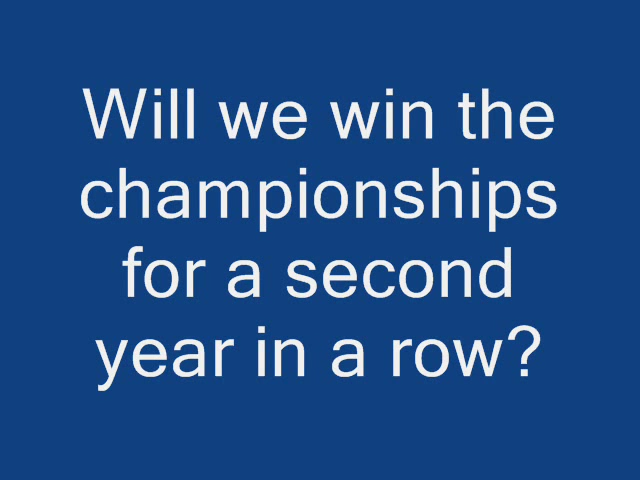 Will we win the
championships
for a second
year in a row?